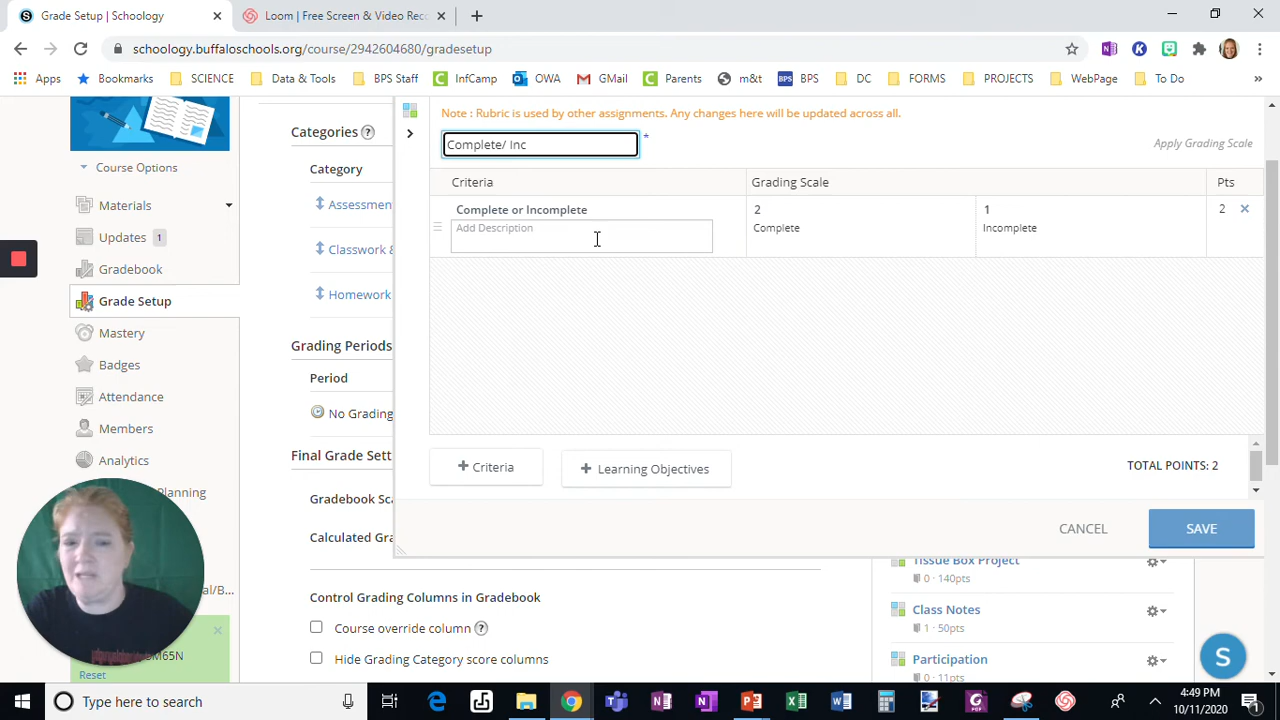 Grade Setup | Schoology
Loom | Free Screen & Video Reco
schoology.buffaloschools.org/course/2942604680/gradesetup
Apps Bookmarks SCIENCE Data & Tools BPS Staff InfCamp OWA GMail Parents m&t BPS DC FORMS PROJECTS WebPage To Do »
Course Options
Materials
Updates 1
Gradebook
Grade Setup
Mastery
Badges
Attendance
Members
Analytics
Planning
Reset
Categories ?
Category
Assessmen
Classwork &
Homework
Grading Periods
Period
No Grading
Final Grade Sett
Gradebook Sca
Calculated Gra
Control Grading Columns in Gradebook
Course override column ?
Hide Grading Category score columns
Note : Rubric is used by other assignments. Any changes here will be updated across all.
Complete/ Inc *
Apply Grading Scale
Criteria Grading Scale Pts
Complete or Incomplete 2 1 2
Add Description Complete Incomplete
+ Criteria + Learning Objectives
TOTAL POINTS: 2
CANCEL SAVE
Tissue Box Project
0 · 140pts
Class Notes
1 · 50pts
Participation
0 · 11pts
S
Type here to search
4:49 PM
10/11/2020